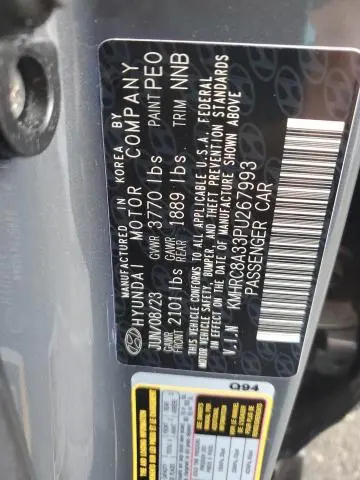 MANUFACTURED IN KOREA BY
HYUNDAI MOTOR COMPANY
JUN/08/23 GVWR 3770 lbs PAINT PEO
GAWR FRONT 2101 lbs GAWR REAR 1889 lbs TRIM NNB
THIS VEHICLE CONFORMS TO ALL APPLICABLE U.S.A. FEDERAL
MOTOR VEHICLE SAFETY BUMPER AND THEFT PREVENTION STANDARDS
IN EFFECT ON THE DATE OF MANUFACTURE SHOWN ABOVE
V.I.N KMHRC8A33PU267993
PASSENGER CAR
Q94